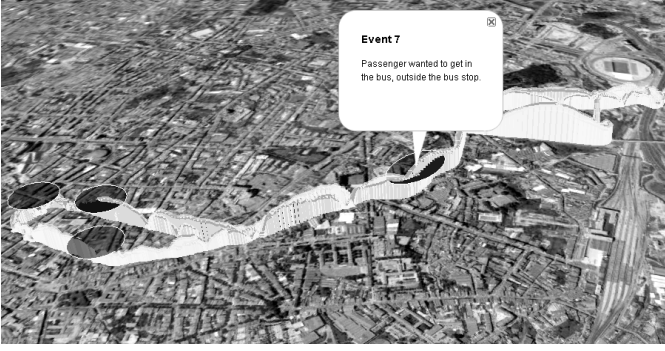 Event 7
Passenger wanted to get in
the bus, outside the bus stop.